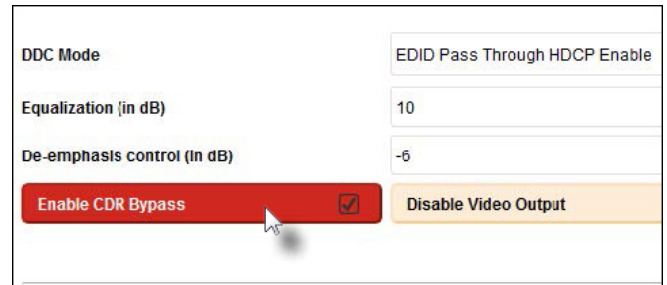 DDC Mode
EDID Pass Through HDCP Enable
Equalization (in dB)
10
De-emphasis control (in dB)
-6
Enable CDR Bypass
Disable Video Output